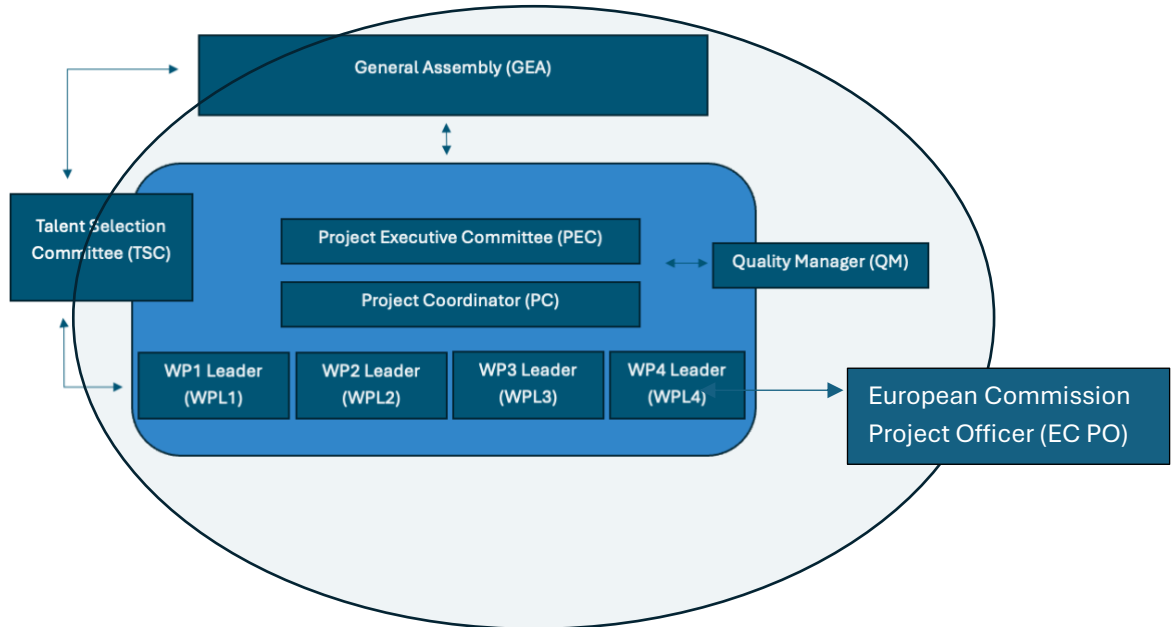 General Assembly (GEA)
Talent Selection
Committee (TSC)
Project Executive Committee (PEC)
Quality Manager (QM)
Project Coordinator (PC)
WP1 Leader
(WPL1)
WP2 Leader
(WPL2)
WP3 Leader
(WPL3)
WP4 Leader
(WPL4)
European Commission
Project Officer (EC PO)